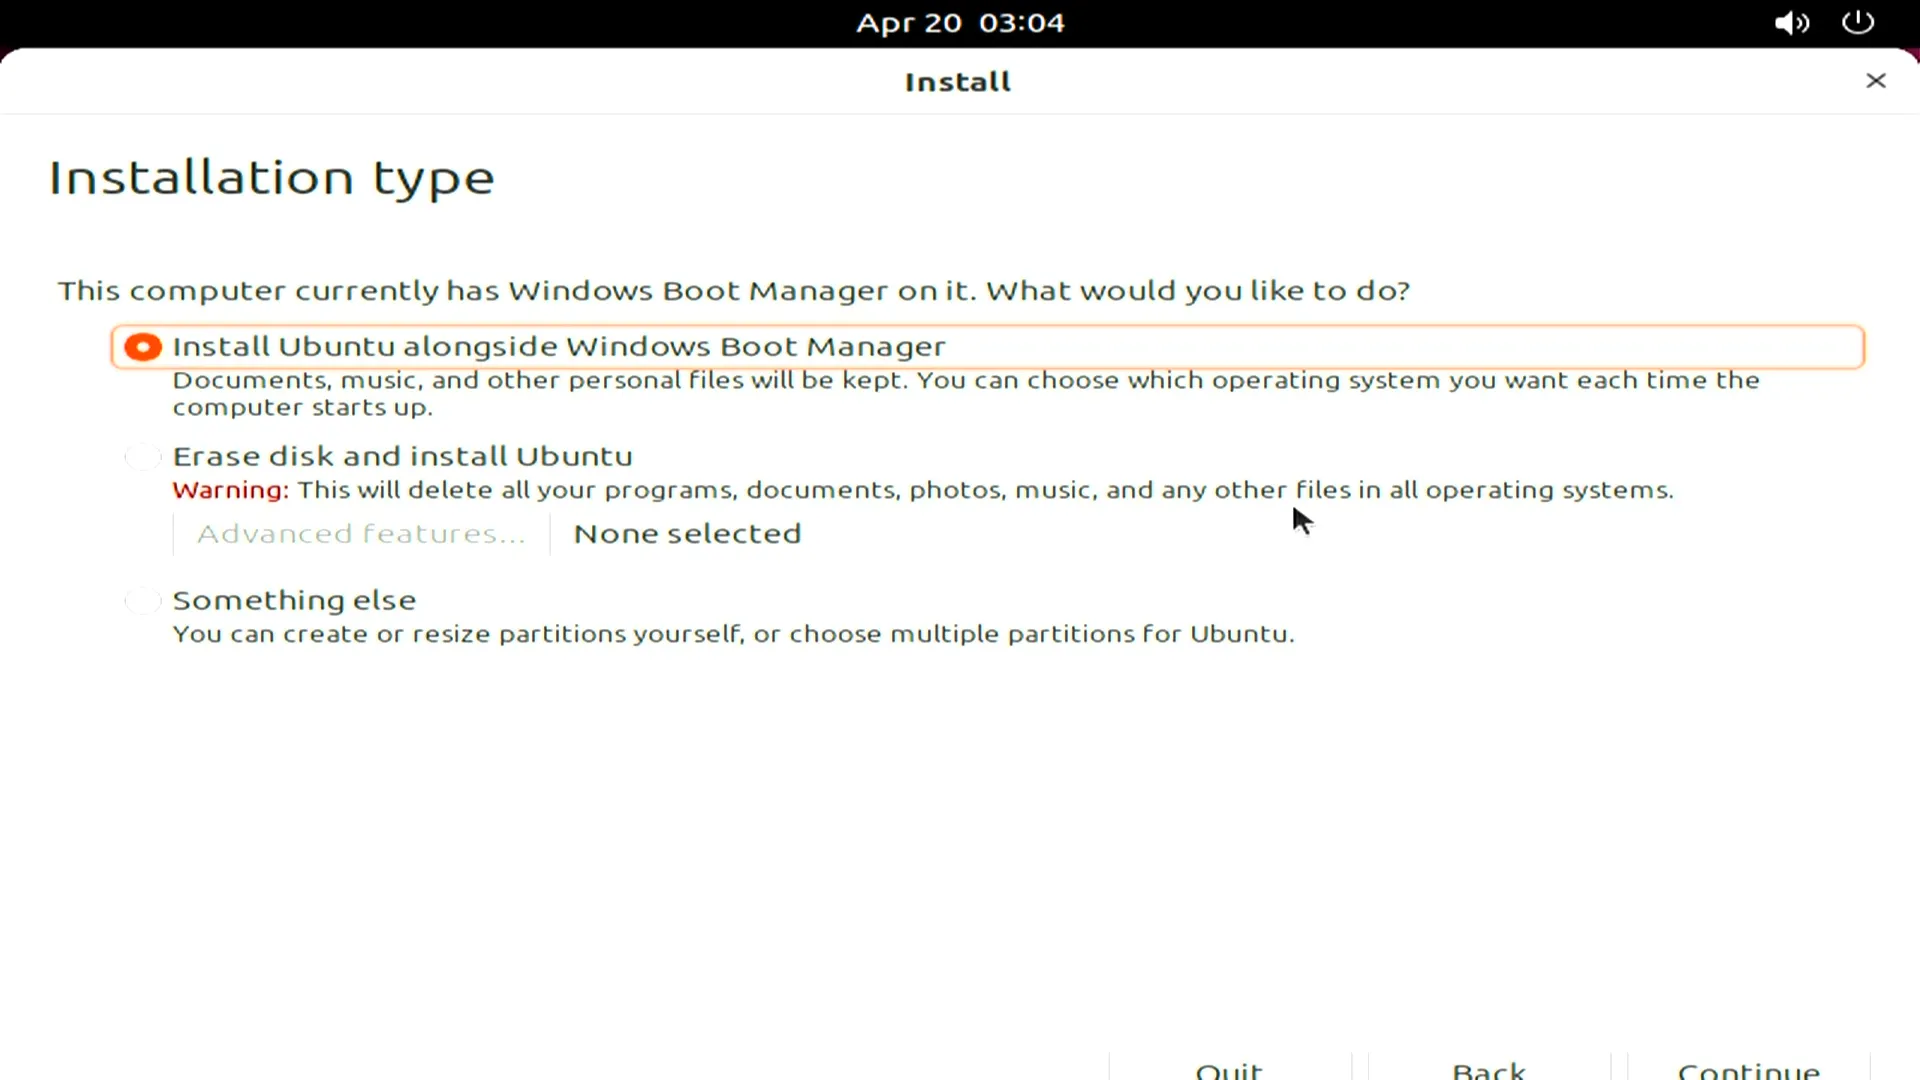 Apr 20 03:04
Install
Installation type
This computer currently has Windows Boot Manager on it. What would you like to do?
Install Ubuntu alongside Windows Boot Manager
Documents, music, and other personal files will be kept. You can choose which operating system you want each time the
computer starts up.
Erase disk and install Ubuntu
Warning: This will delete all your programs, documents, photos, music, and any other files in all operating systems.
Advanced features... None selected
Something else
You can create or resize partitions yourself, or choose multiple partitions for Ubuntu.
Quit Back Continue